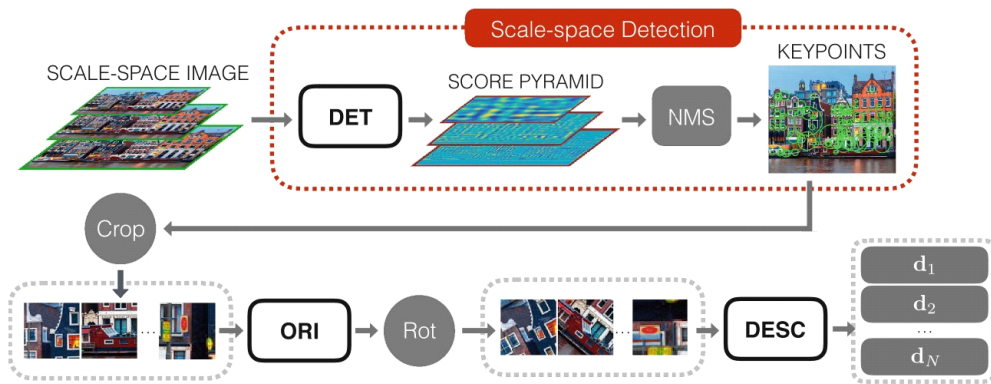 Scale-space Detection
SCALE-SPACE IMAGE
DET
SCORE PYRAMID
NMS
KEYPOINTS
Crop
...
ORI
Rot
...
DESC
d1
d2
...
dN